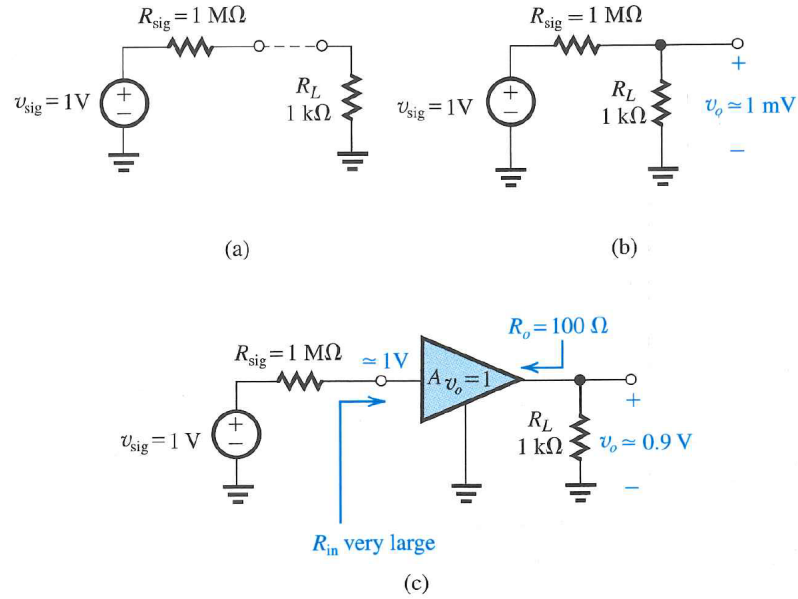 R_sig = 1 MΩ
v_sig = 1V
+
−
R_L
1 kΩ
(a)
R_sig = 1 MΩ
v_sig = 1V
+
−
R_L
1 kΩ
+
v_o ≃ 1 mV
−
(b)
R_sig = 1 MΩ
≃ 1V
A_v_o = 1
R_o = 100 Ω
v_sig = 1 V
+
−
R_L
1 kΩ
+
v_o ≃ 0.9 V
−
R_in very large
(c)